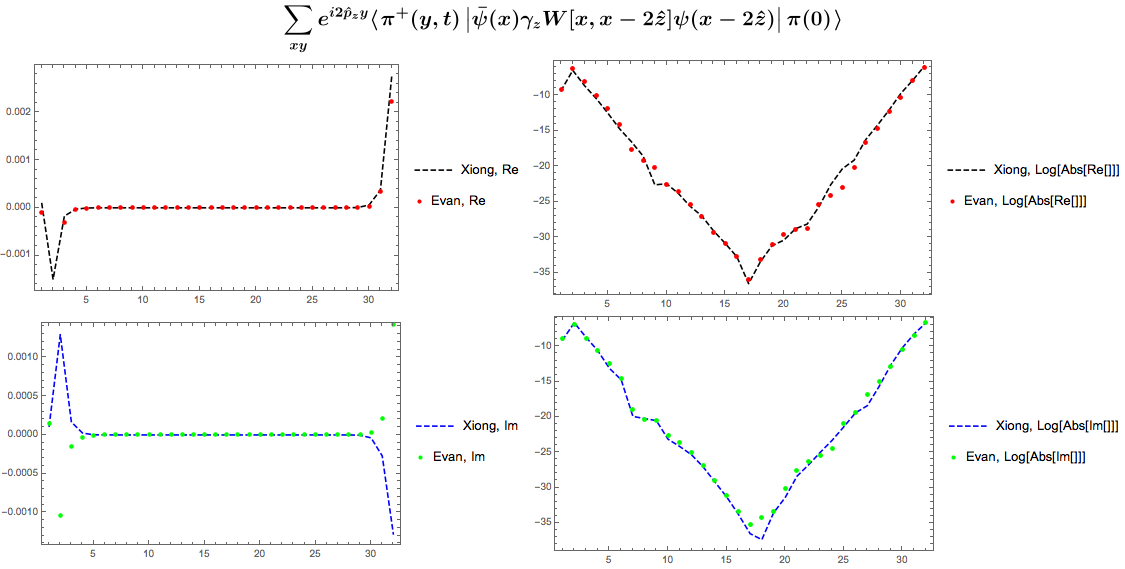 ∑_{xy} e^{i2p̂_z y}⟨π⁺(y, t) |ψ̄(x)γ_z W[x, x − 2ẑ]ψ(x − 2ẑ)| π(0)⟩
0.002
0.001
0.000
−0.001
5 10 15 20 25 30
Xiong, Re
Evan, Re
−10
−15
−20
−25
−30
−35
5 10 15 20 25 30
Xiong, Log[Abs[Re[]]]
Evan, Log[Abs[Re[]]]
0.0010
0.0005
0.0000
−0.0005
−0.0010
5 10 15 20 25 30
Xiong, Im
Evan, Im
−10
−15
−20
−25
−30
−35
5 10 15 20 25 30
Xiong, Log[Abs[Im[]]]
Evan, Log[Abs[Im[]]]